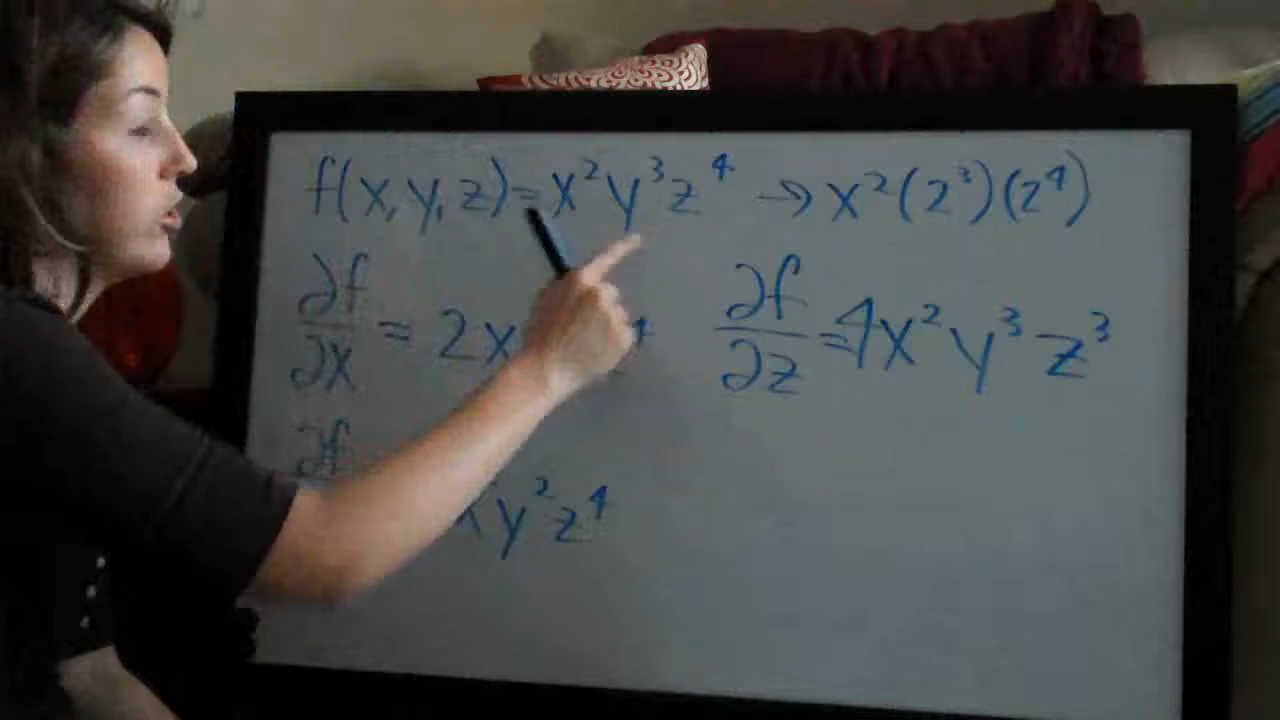 f(x, y, z) = x²y³z⁴ → x²(2³)(2⁴)
∂f/∂x = 2x
∂f/∂z = 4x²y³z³
∂f
y²z⁴